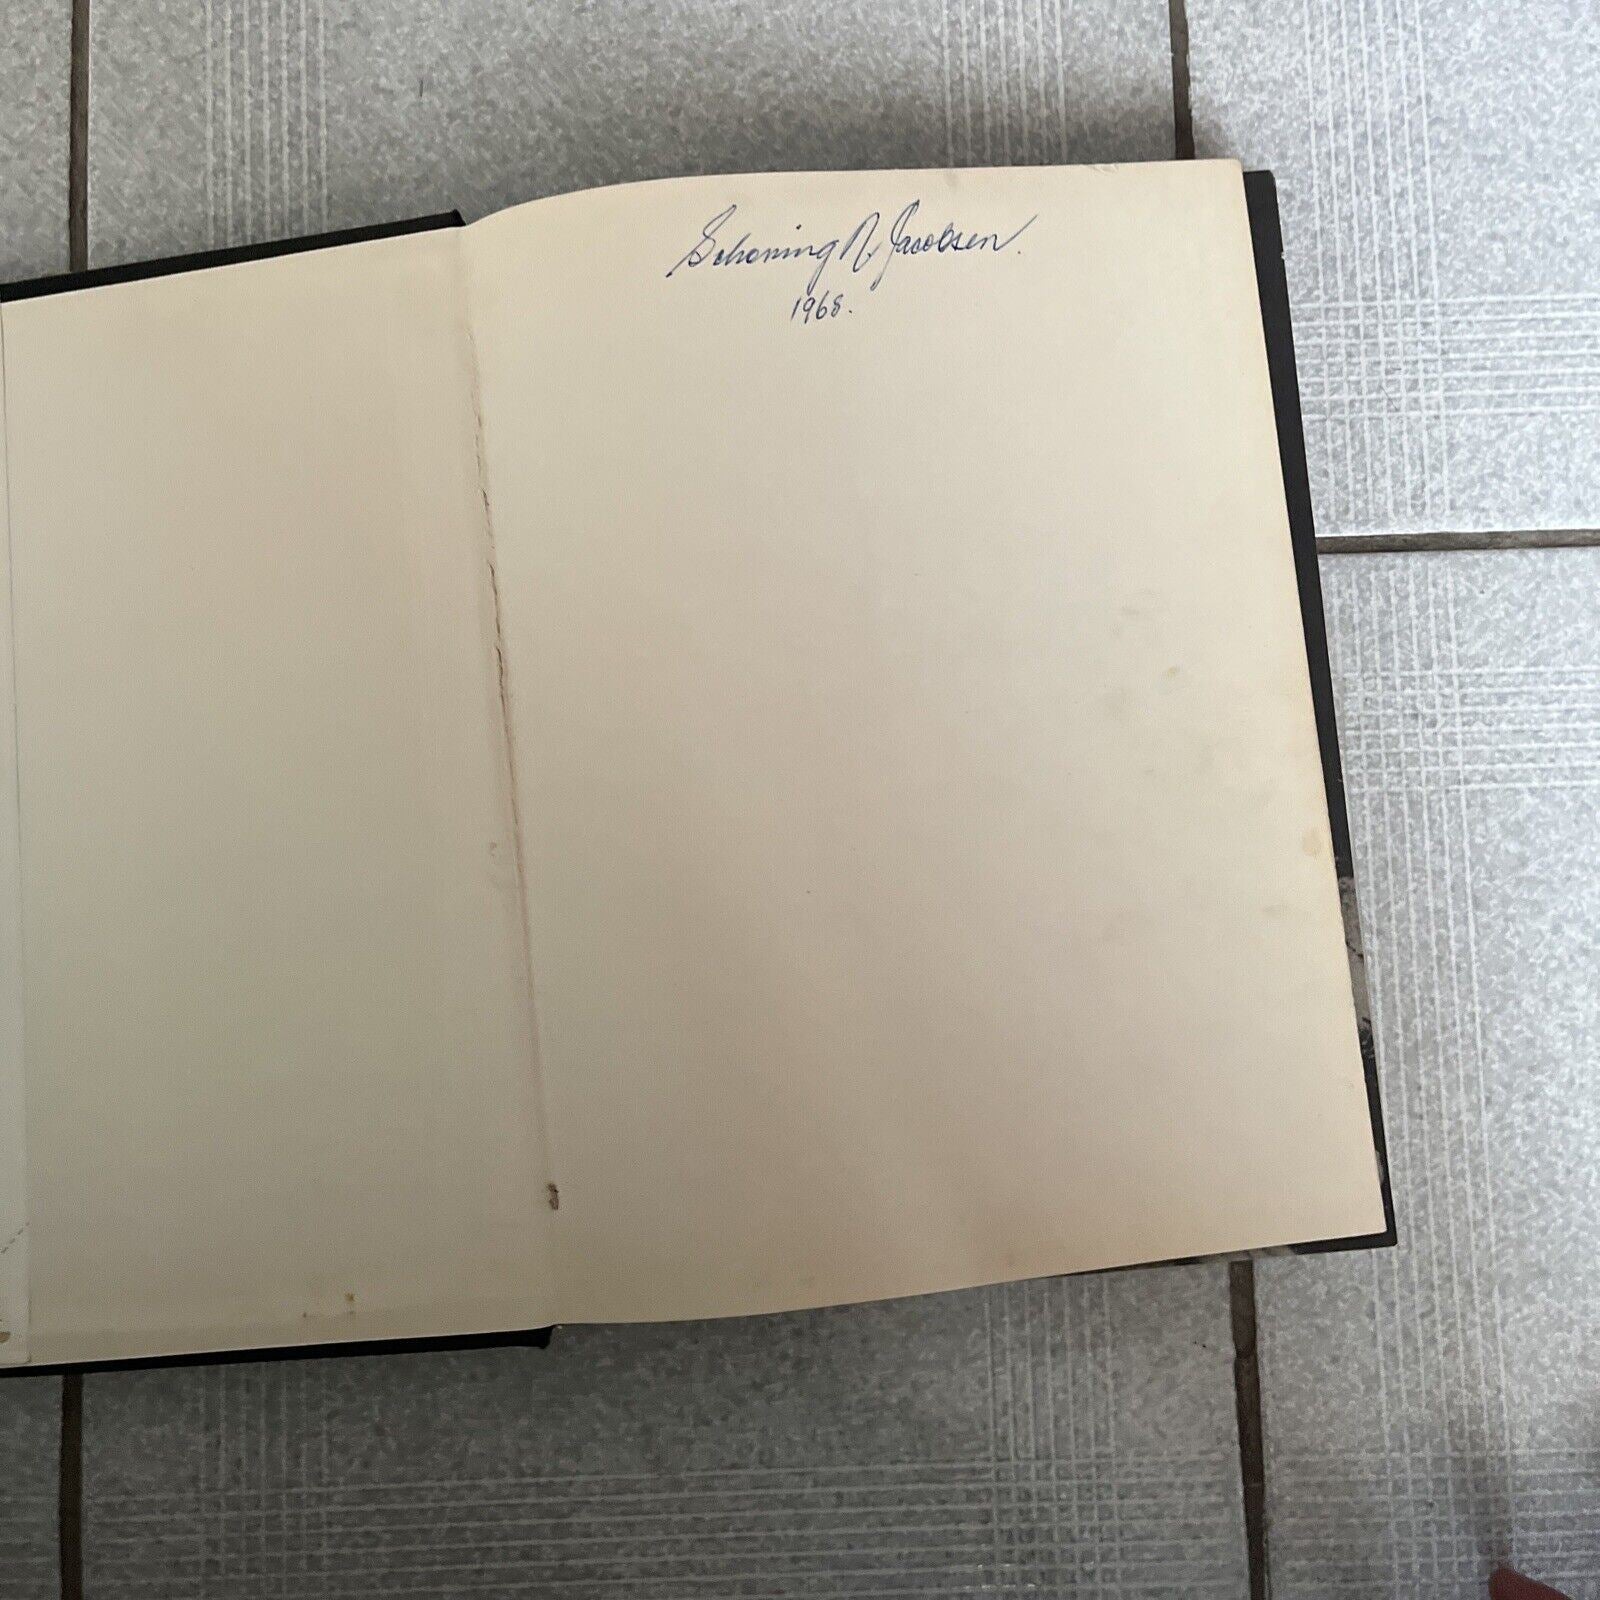 Schoning N. Jacobsen.
1968.